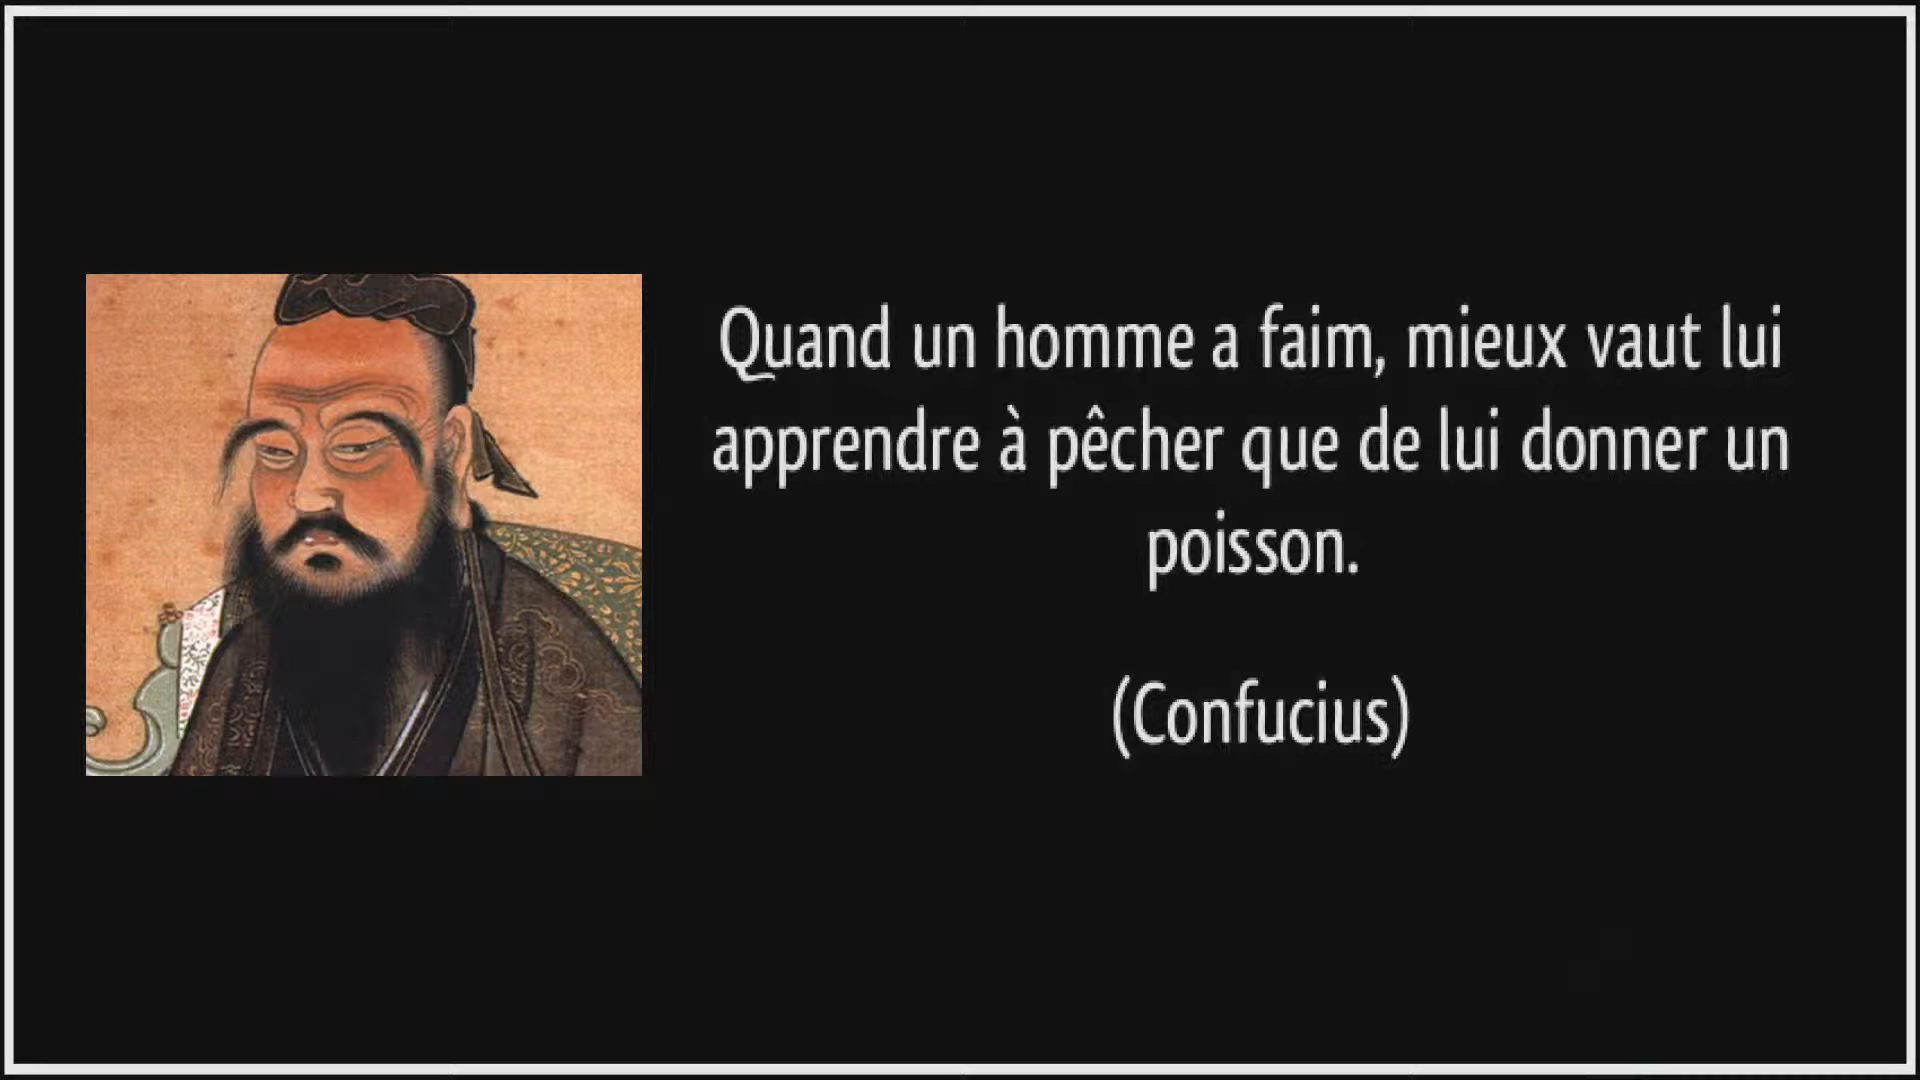 Quand un homme a faim, mieux vaut lui
apprendre à pêcher que de lui donner un
poisson.
(Confucius)